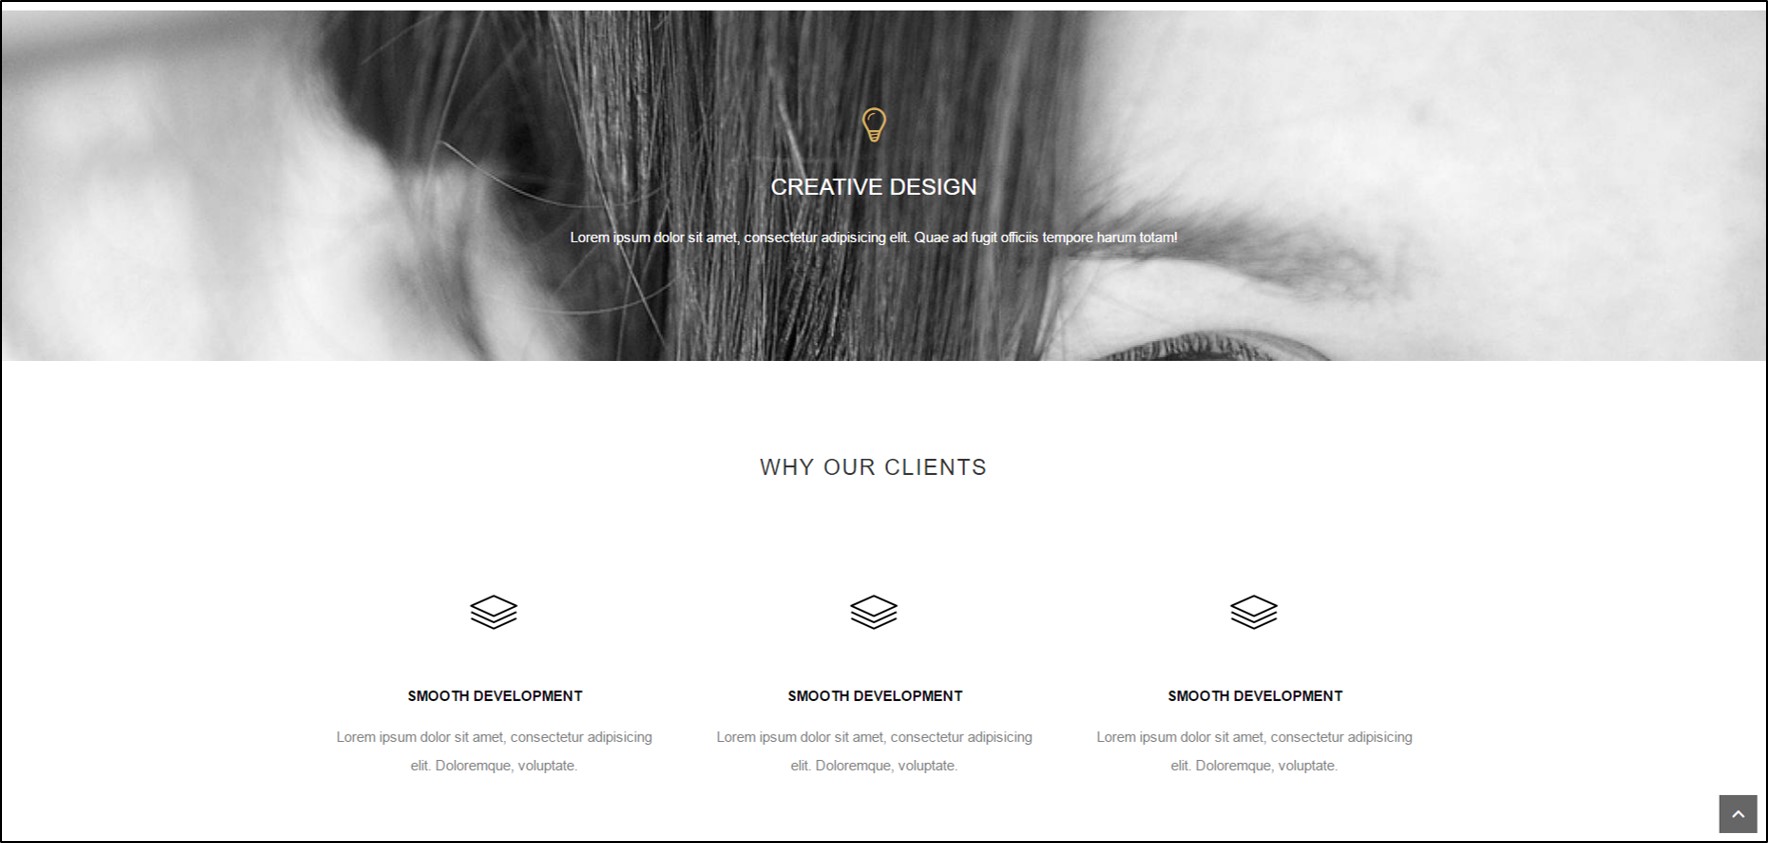 CREATIVE DESIGN
Lorem ipsum dolor sit amet, consectetur adipisicing elit. Quae ad fugit officiis tempore harum totam!
WHY OUR CLIENTS
SMOOTH DEVELOPMENT
Lorem ipsum dolor sit amet, consectetur adipisicing
elit. Doloremque, voluptate.
SMOOTH DEVELOPMENT
Lorem ipsum dolor sit amet, consectetur adipisicing
elit. Doloremque, voluptate.
SMOOTH DEVELOPMENT
Lorem ipsum dolor sit amet, consectetur adipisicing
elit. Doloremque, voluptate.